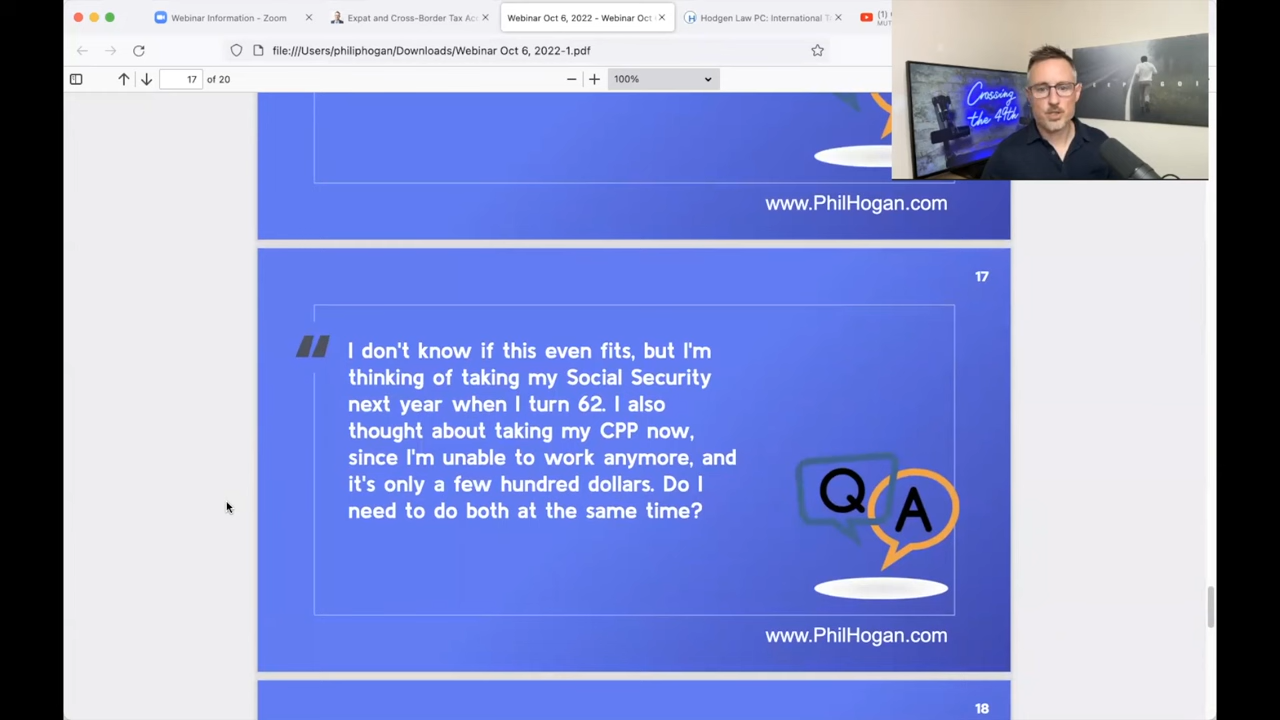 Webinar Information - Zoom
Expat and Cross-Border Tax Acc
Webinar Oct 6, 2022 - Webinar Oct
Hodgen Law PC: International T
(1)
MUT
file:///Users/philiphogan/Downloads/Webinar Oct 6, 2022-1.pdf
17 of 20
100%
Crossing
the 49th
www.PhilHogan.com
17
I don't know if this even fits, but I'm
thinking of taking my Social Security
next year when I turn 62. I also
thought about taking my CPP now,
since I'm unable to work anymore, and
it's only a few hundred dollars. Do I
need to do both at the same time?
Q
A
www.PhilHogan.com
18